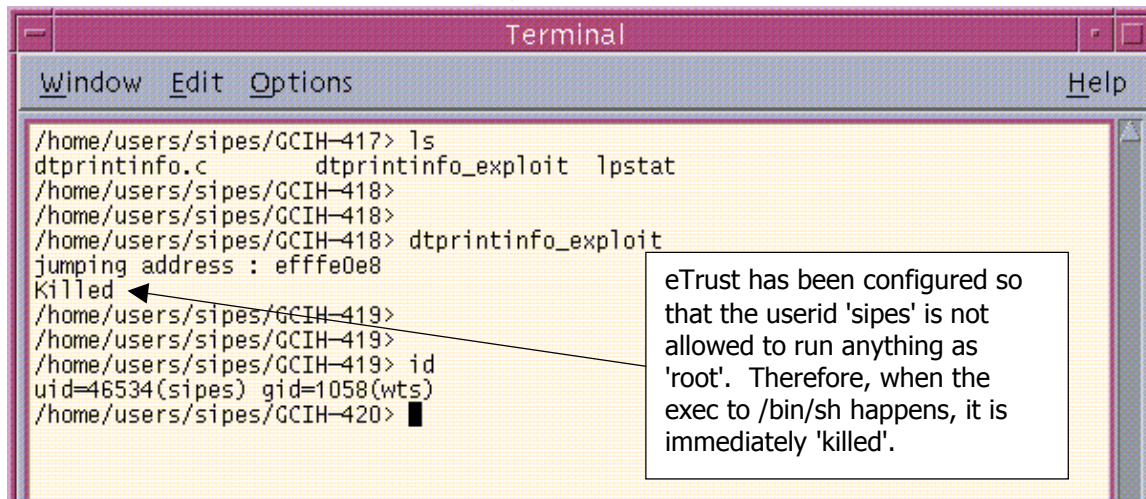 Terminal
Window Edit Options Help
/home/users/sipes/GCIH-417> ls
dtprintinfo.c dtprintinfo_exploit lpstat
/home/users/sipes/GCIH-418>
/home/users/sipes/GCIH-418>
/home/users/sipes/GCIH-418> dtprintinfo_exploit
jumping address : efffe0e8
Killed
/home/users/sipes/GCIH-419>
/home/users/sipes/GCIH-419>
/home/users/sipes/GCIH-419> id
uid=46534(sipes) gid=1058(wts)
/home/users/sipes/GCIH-420>
eTrust has been configured so
that the userid 'sipes' is not
allowed to run anything as
'root'. Therefore, when the
exec to /bin/sh happens, it is
immediately 'killed'.